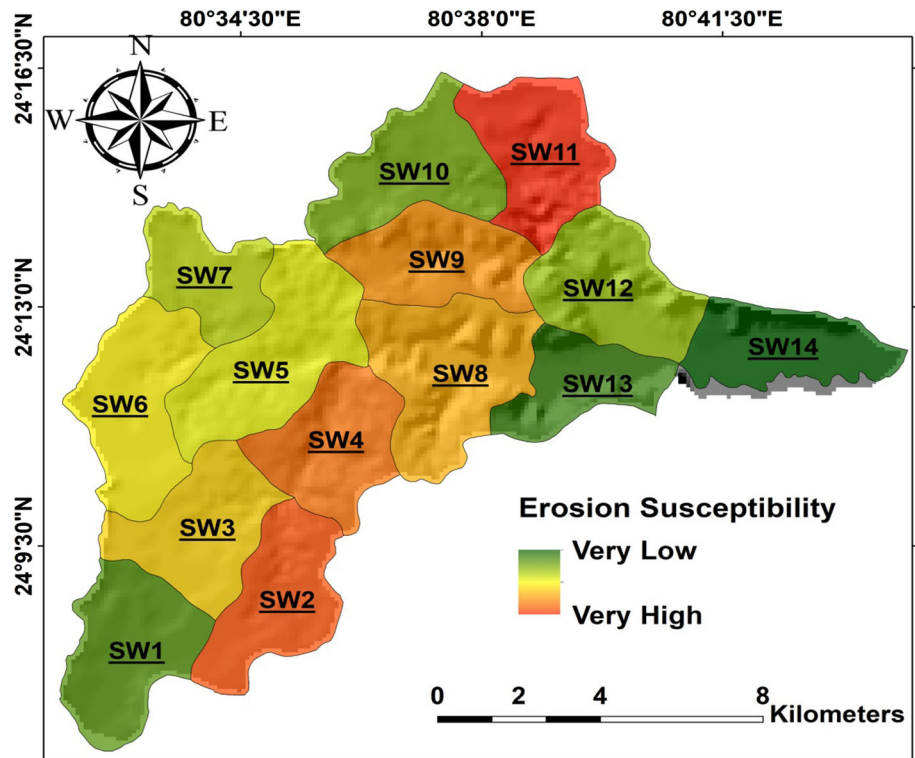 80°34'30"E 80°38'0"E 80°41'30"E
24°16'30"N
24°13'0"N
24°9'30"N
N
W E
S
SW11
SW10
SW9
SW7
SW12
SW14
SW5
SW8
SW13
SW6
SW4
SW3
SW2
SW1
Erosion Susceptibility
Very Low
Very High
0 2 4 8
Kilometers